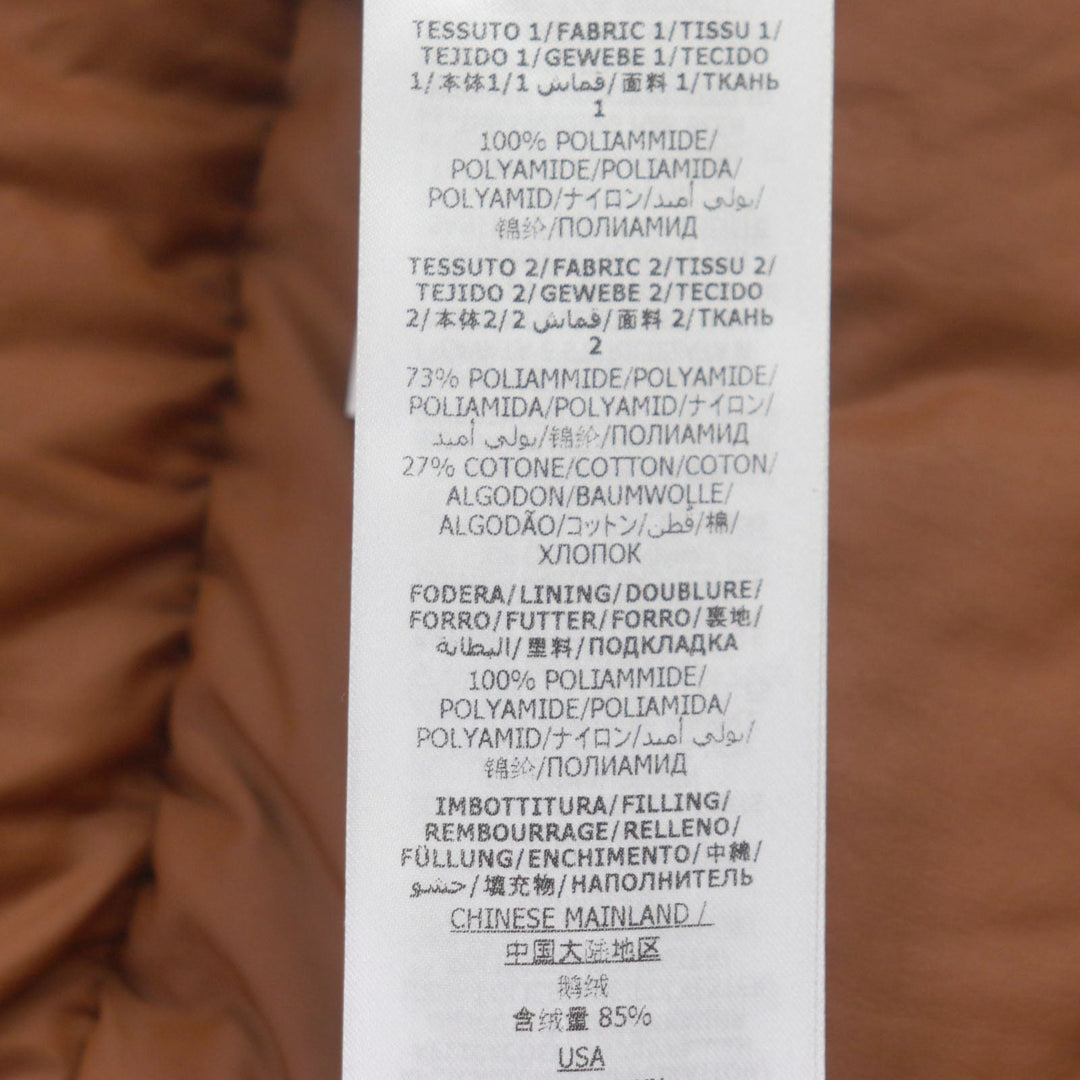 TESSUTO 1/FABRIC 1/TISSU 1/
TEJIDO 1/GEWEBE 1/TECIDO
1/本体1/1 قماش/面料 1/ТКАНЬ
1
100% POLIAMMIDE/
POLYAMIDE/POLIAMIDA/
POLYAMID/ナイロン/بولي أميد/
锦纶/ПОЛИАМИД
TESSUTO 2/FABRIC 2/TISSU 2/
TEJIDO 2/GEWEBE 2/TECIDO
2/本体2/2 قماش/面料 2/ТКАНЬ
2
73% POLIAMMIDE/POLYAMIDE/
POLIAMIDA/POLYAMID/ナイロン/
بولي أميد/锦纶/ПОЛИАМИД
27% COTONE/COTTON/COTON/
ALGODON/BAUMWOLLE/
ALGODÃO/コットン/قُطن/棉/
ХЛОПОК
FODERA/LINING/DOUBLURE/
FORRO/FUTTER/FORRO/裏地/
البطانة/里料/ПОДКЛАДКА
100% POLIAMMIDE/
POLYAMIDE/POLIAMIDA/
POLYAMID/ナイロン/بولي أميد/
锦纶/ПОЛИАМИД
IMBOTTITURA/FILLING/
REMBOURRAGE/RELLENO/
FÜLLUNG/ENCHIMENTO/中綿/
حشو/填充物/НАПОЛНИТЕЛЬ
CHINESE MAINLAND /
中国大陆地区
鹅绒
含绒量 85%
USA